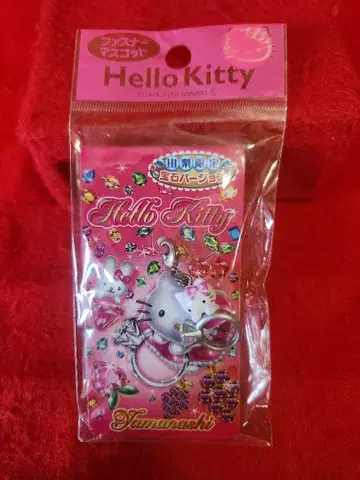 ファスナー
マスコット
Hello Kitty
山梨限定
宝石バージョン
Hello Kitty
Yamanashi